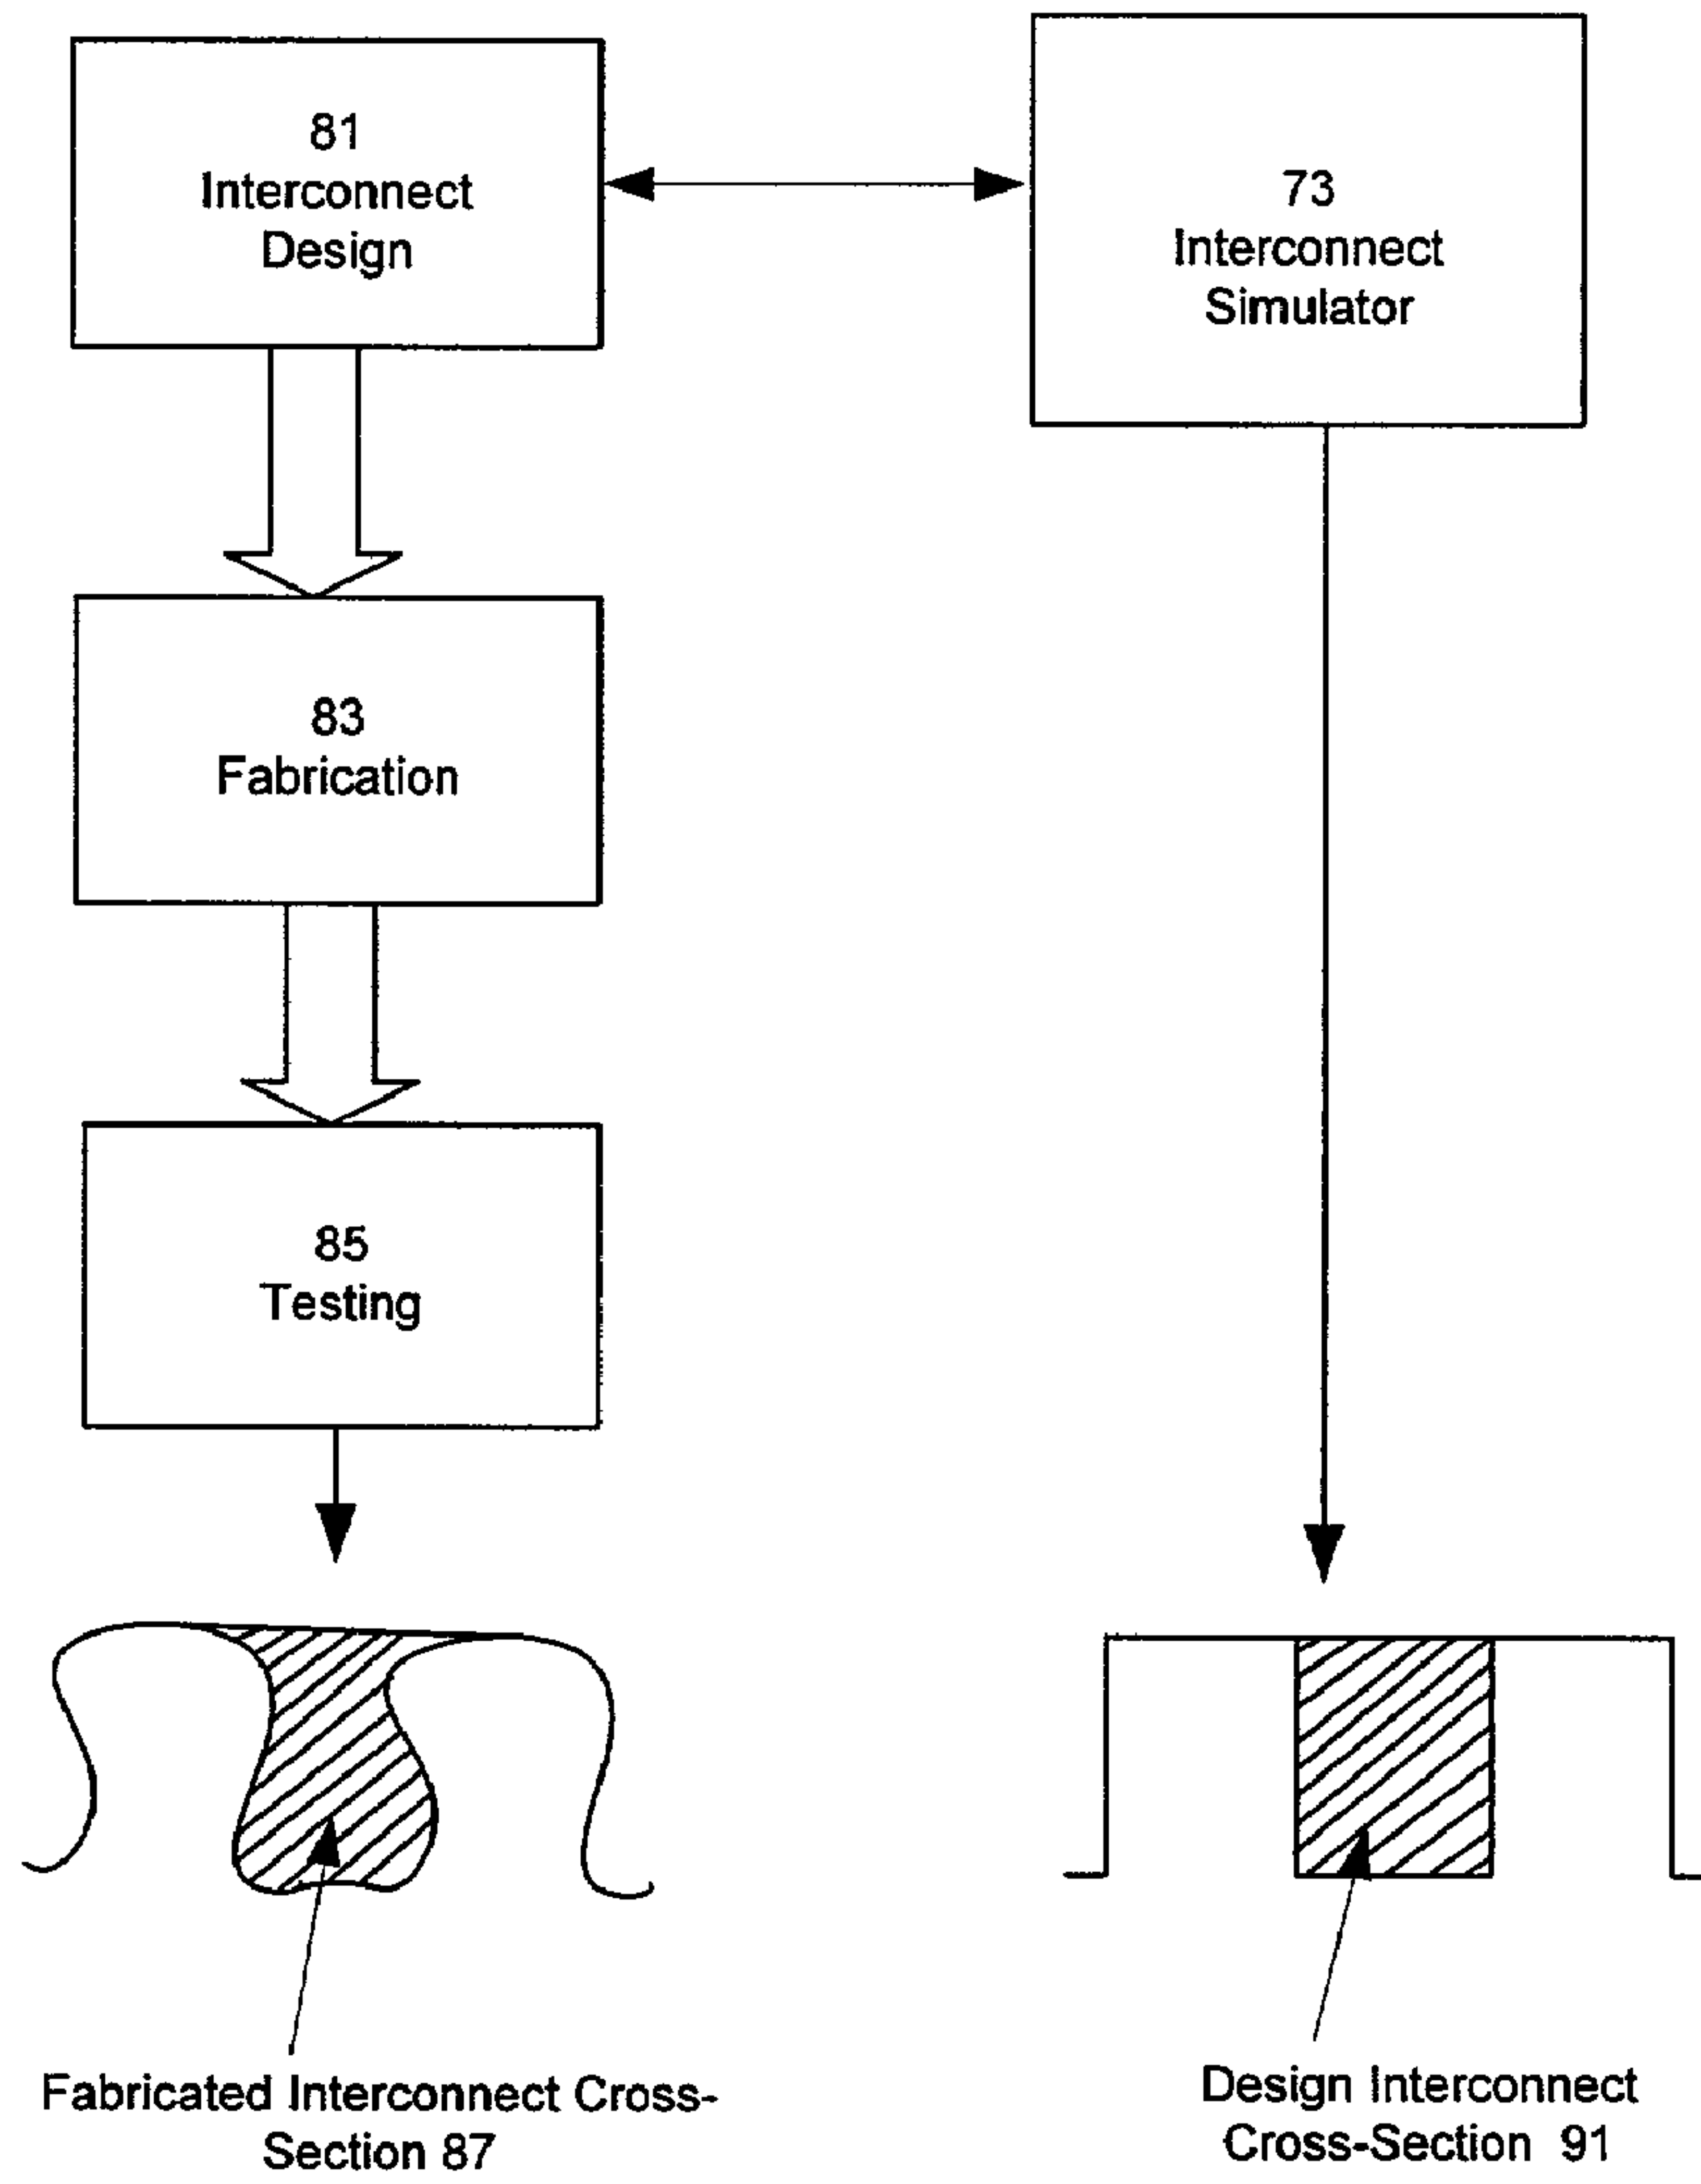 81
Interconnect
Design
73
Interconnect
Simulator
83
Fabrication
85
Testing
Fabricated Interconnect Cross-
Section 87
Design Interconnect
Cross-Section 91